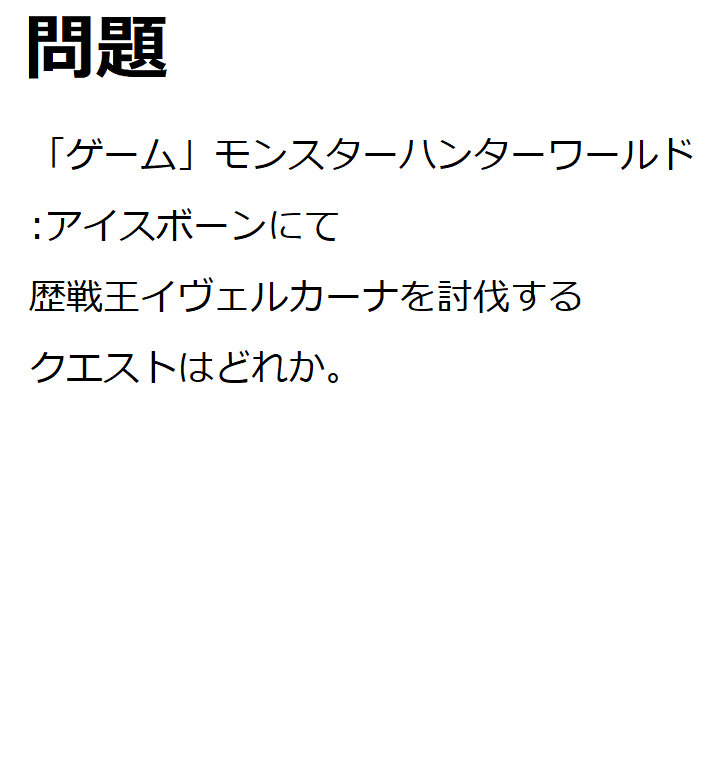 問題
「ゲーム」モンスターハンターワールド
:アイスボーンにて
歴戦王イヴェルカーナを討伐する
クエストはどれか。